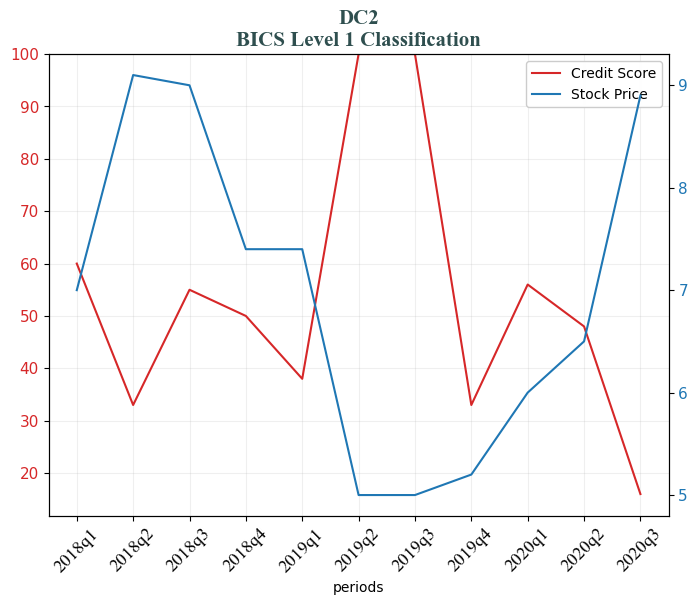 DC2
BICS Level 1 Classification
Credit Score
Stock Price
100
90
80
70
60
50
40
30
20
9
8
7
6
5
2018q1
2018q2
2018q3
2018q4
2019q1
2019q2
2019q3
2019q4
2020q1
2020q2
2020q3
periods